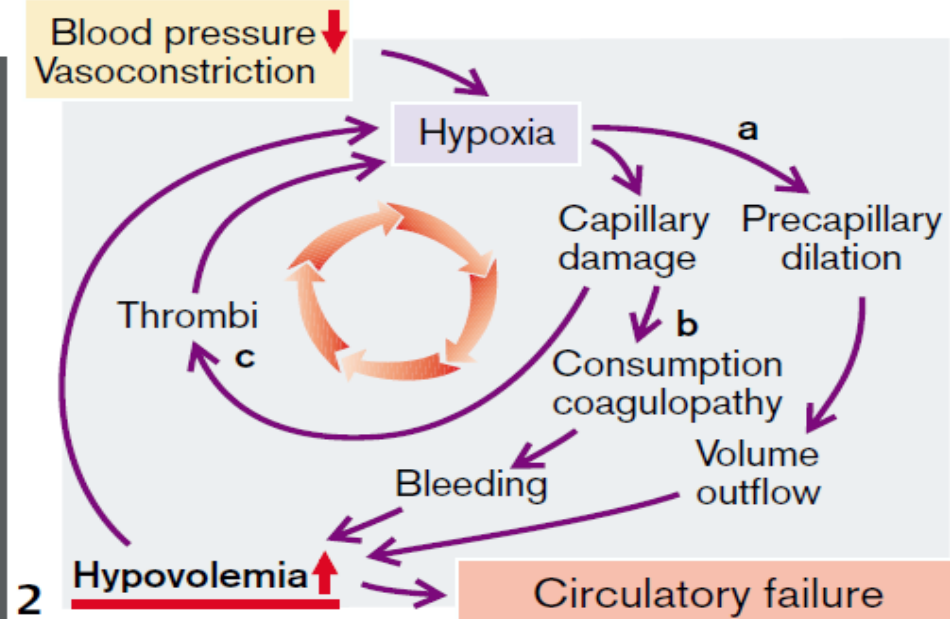 Blood pressure
Vasoconstriction
Hypoxia
a
Capillary
damage
Precapillary
dilation
Thrombi
c
b
Consumption
coagulopathy
Volume
outflow
Bleeding
2
Hypovolemia
Circulatory failure